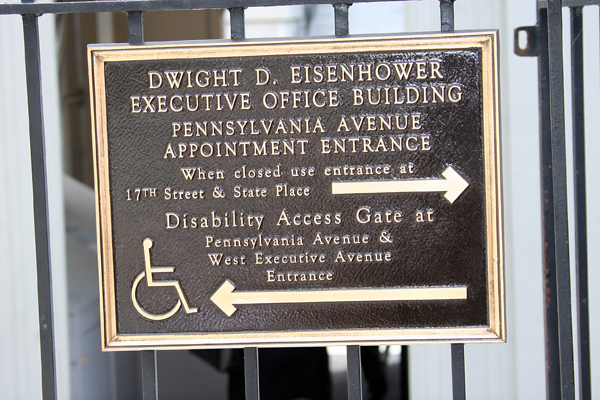 DWIGHT D. EISENHOWER
EXECUTIVE OFFICE BUILDING
PENNSYLVANIA AVENUE
APPOINTMENT ENTRANCE
When closed use entrance at
17TH Street & State Place
Disability Access Gate at
Pennsylvania Avenue &
West Executive Avenue
Entrance